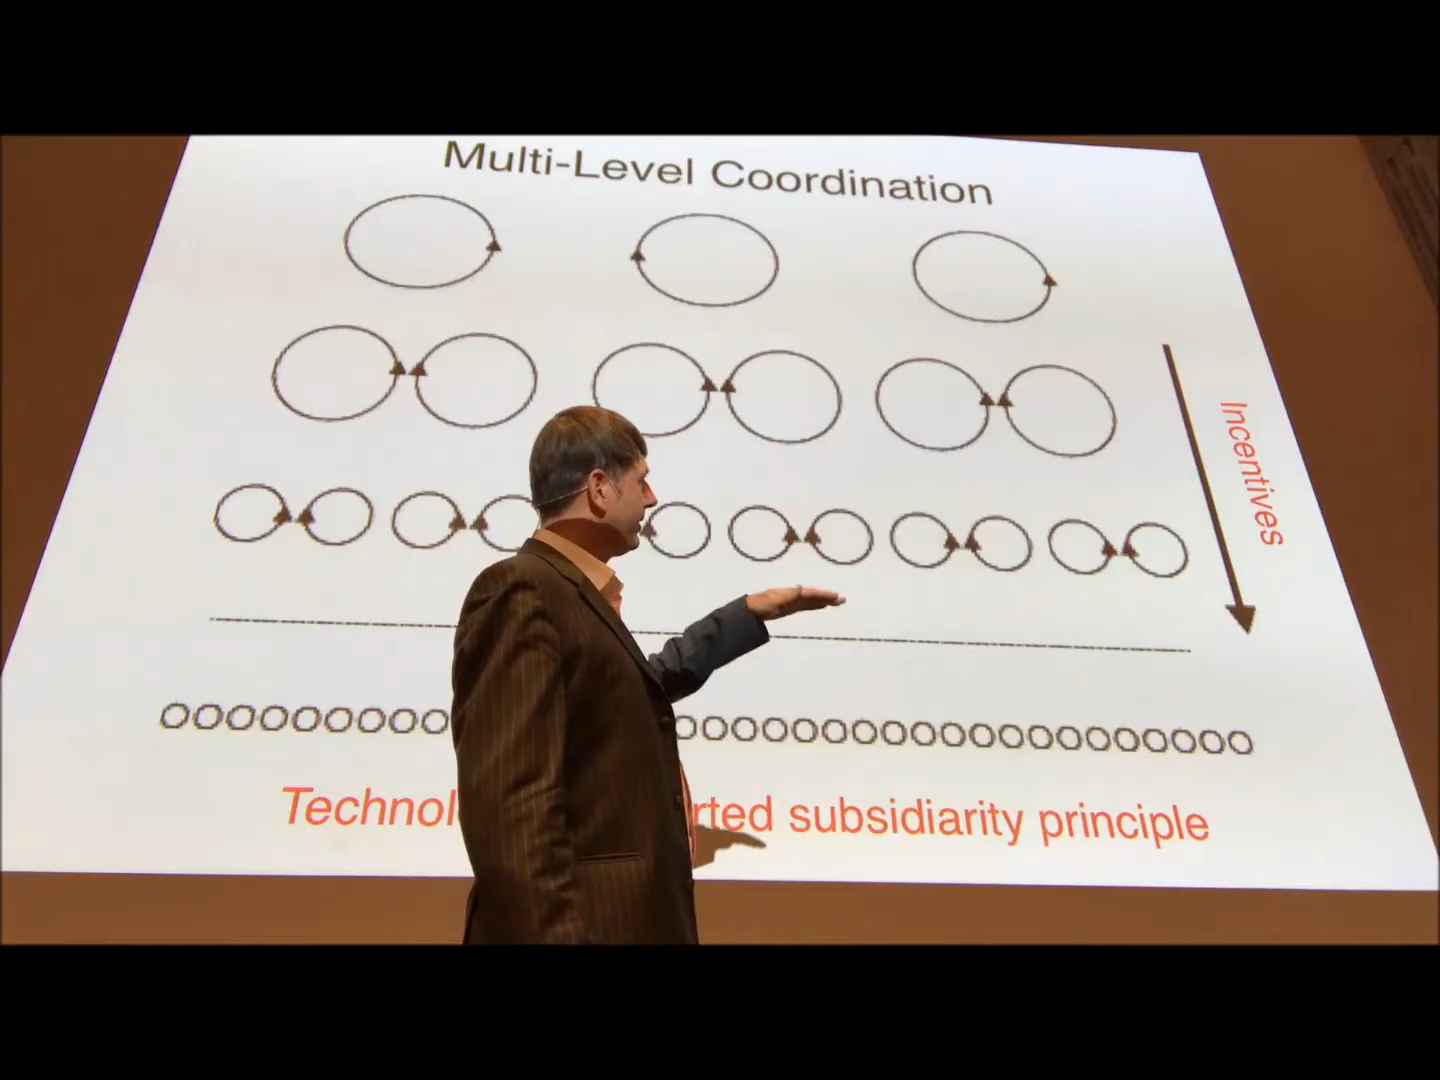 Multi-Level Coordination
Incentives
Technol rted subsidiarity principle